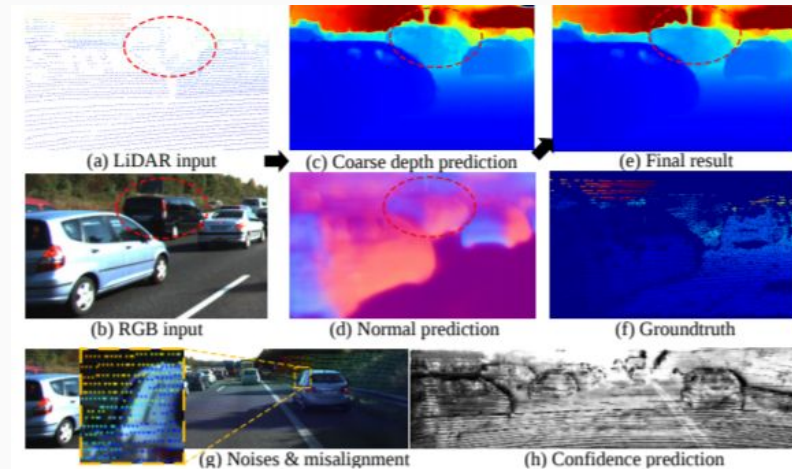 (a) LiDAR input
(c) Coarse depth prediction
(e) Final result
(b) RGB input
(d) Normal prediction
(f) Groundtruth
(g) Noises & misalignment
(h) Confidence prediction